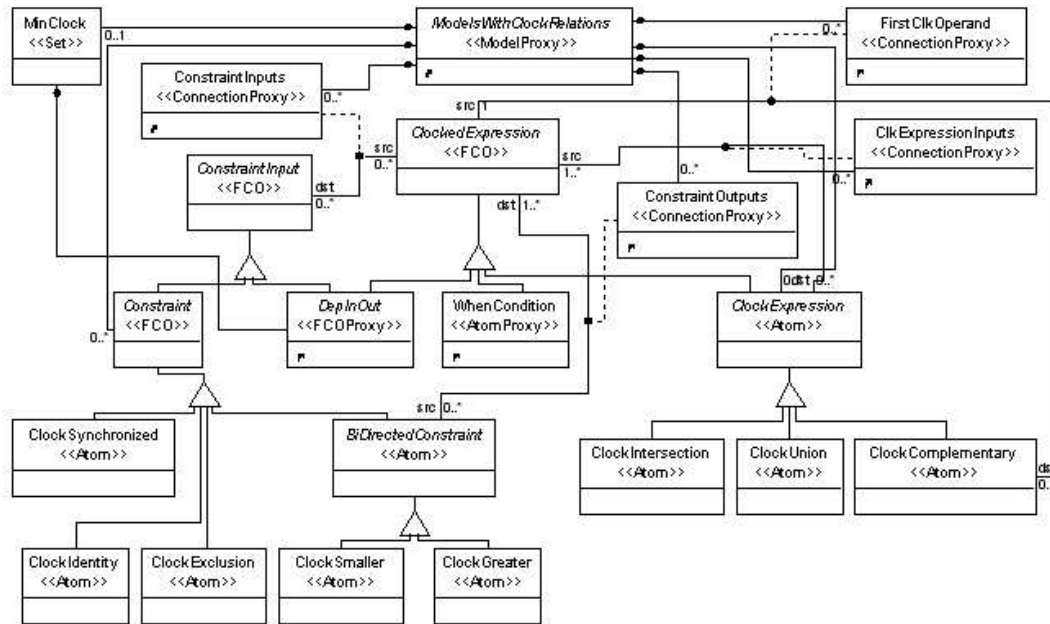 MinClock
<<Set>>
0..1
ModelsWithClockRelations
<<ModelProxy>>
FirstClkOperand
<<ConnectionProxy>>
0..*
ConstraintInputs
<<ConnectionProxy>>
0..*
src 1
ClockedExpression
<<FCO>>
src
0..*
src
1..*
ClkExpressionInputs
<<ConnectionProxy>>
0..*
ConstraintInput
<<FCO>>
dst
0..*
0..*
ConstraintOutputs
<<ConnectionProxy>>
dst 1..*
Constraint
<<FCO>>
0..*
DepInOut
<<FCOProxy>>
WhenCondition
<<AtomProxy>>
ClockExpression
<<Atom>>
src 0..*
ClockSynchronized
<<Atom>>
BiDirectedConstraint
<<Atom>>
ClockIntersection
<<Atom>>
ClockUnion
<<Atom>>
ClockComplementary
<<Atom>>
ds
0..
ClockIdentity
<<Atom>>
ClockExclusion
<<Atom>>
ClockSmaller
<<Atom>>
ClockGreater
<<Atom>>